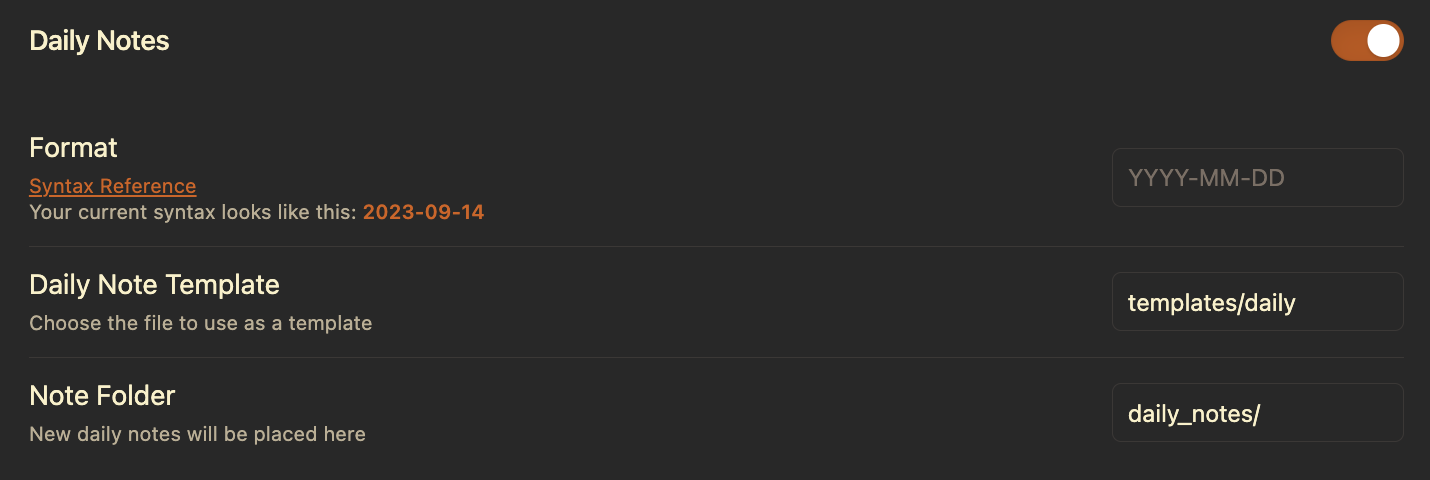 Daily Notes
Format
Syntax Reference
Your current syntax looks like this: 2023-09-14
YYYY-MM-DD
Daily Note Template
Choose the file to use as a template
templates/daily
Note Folder
New daily notes will be placed here
daily_notes/